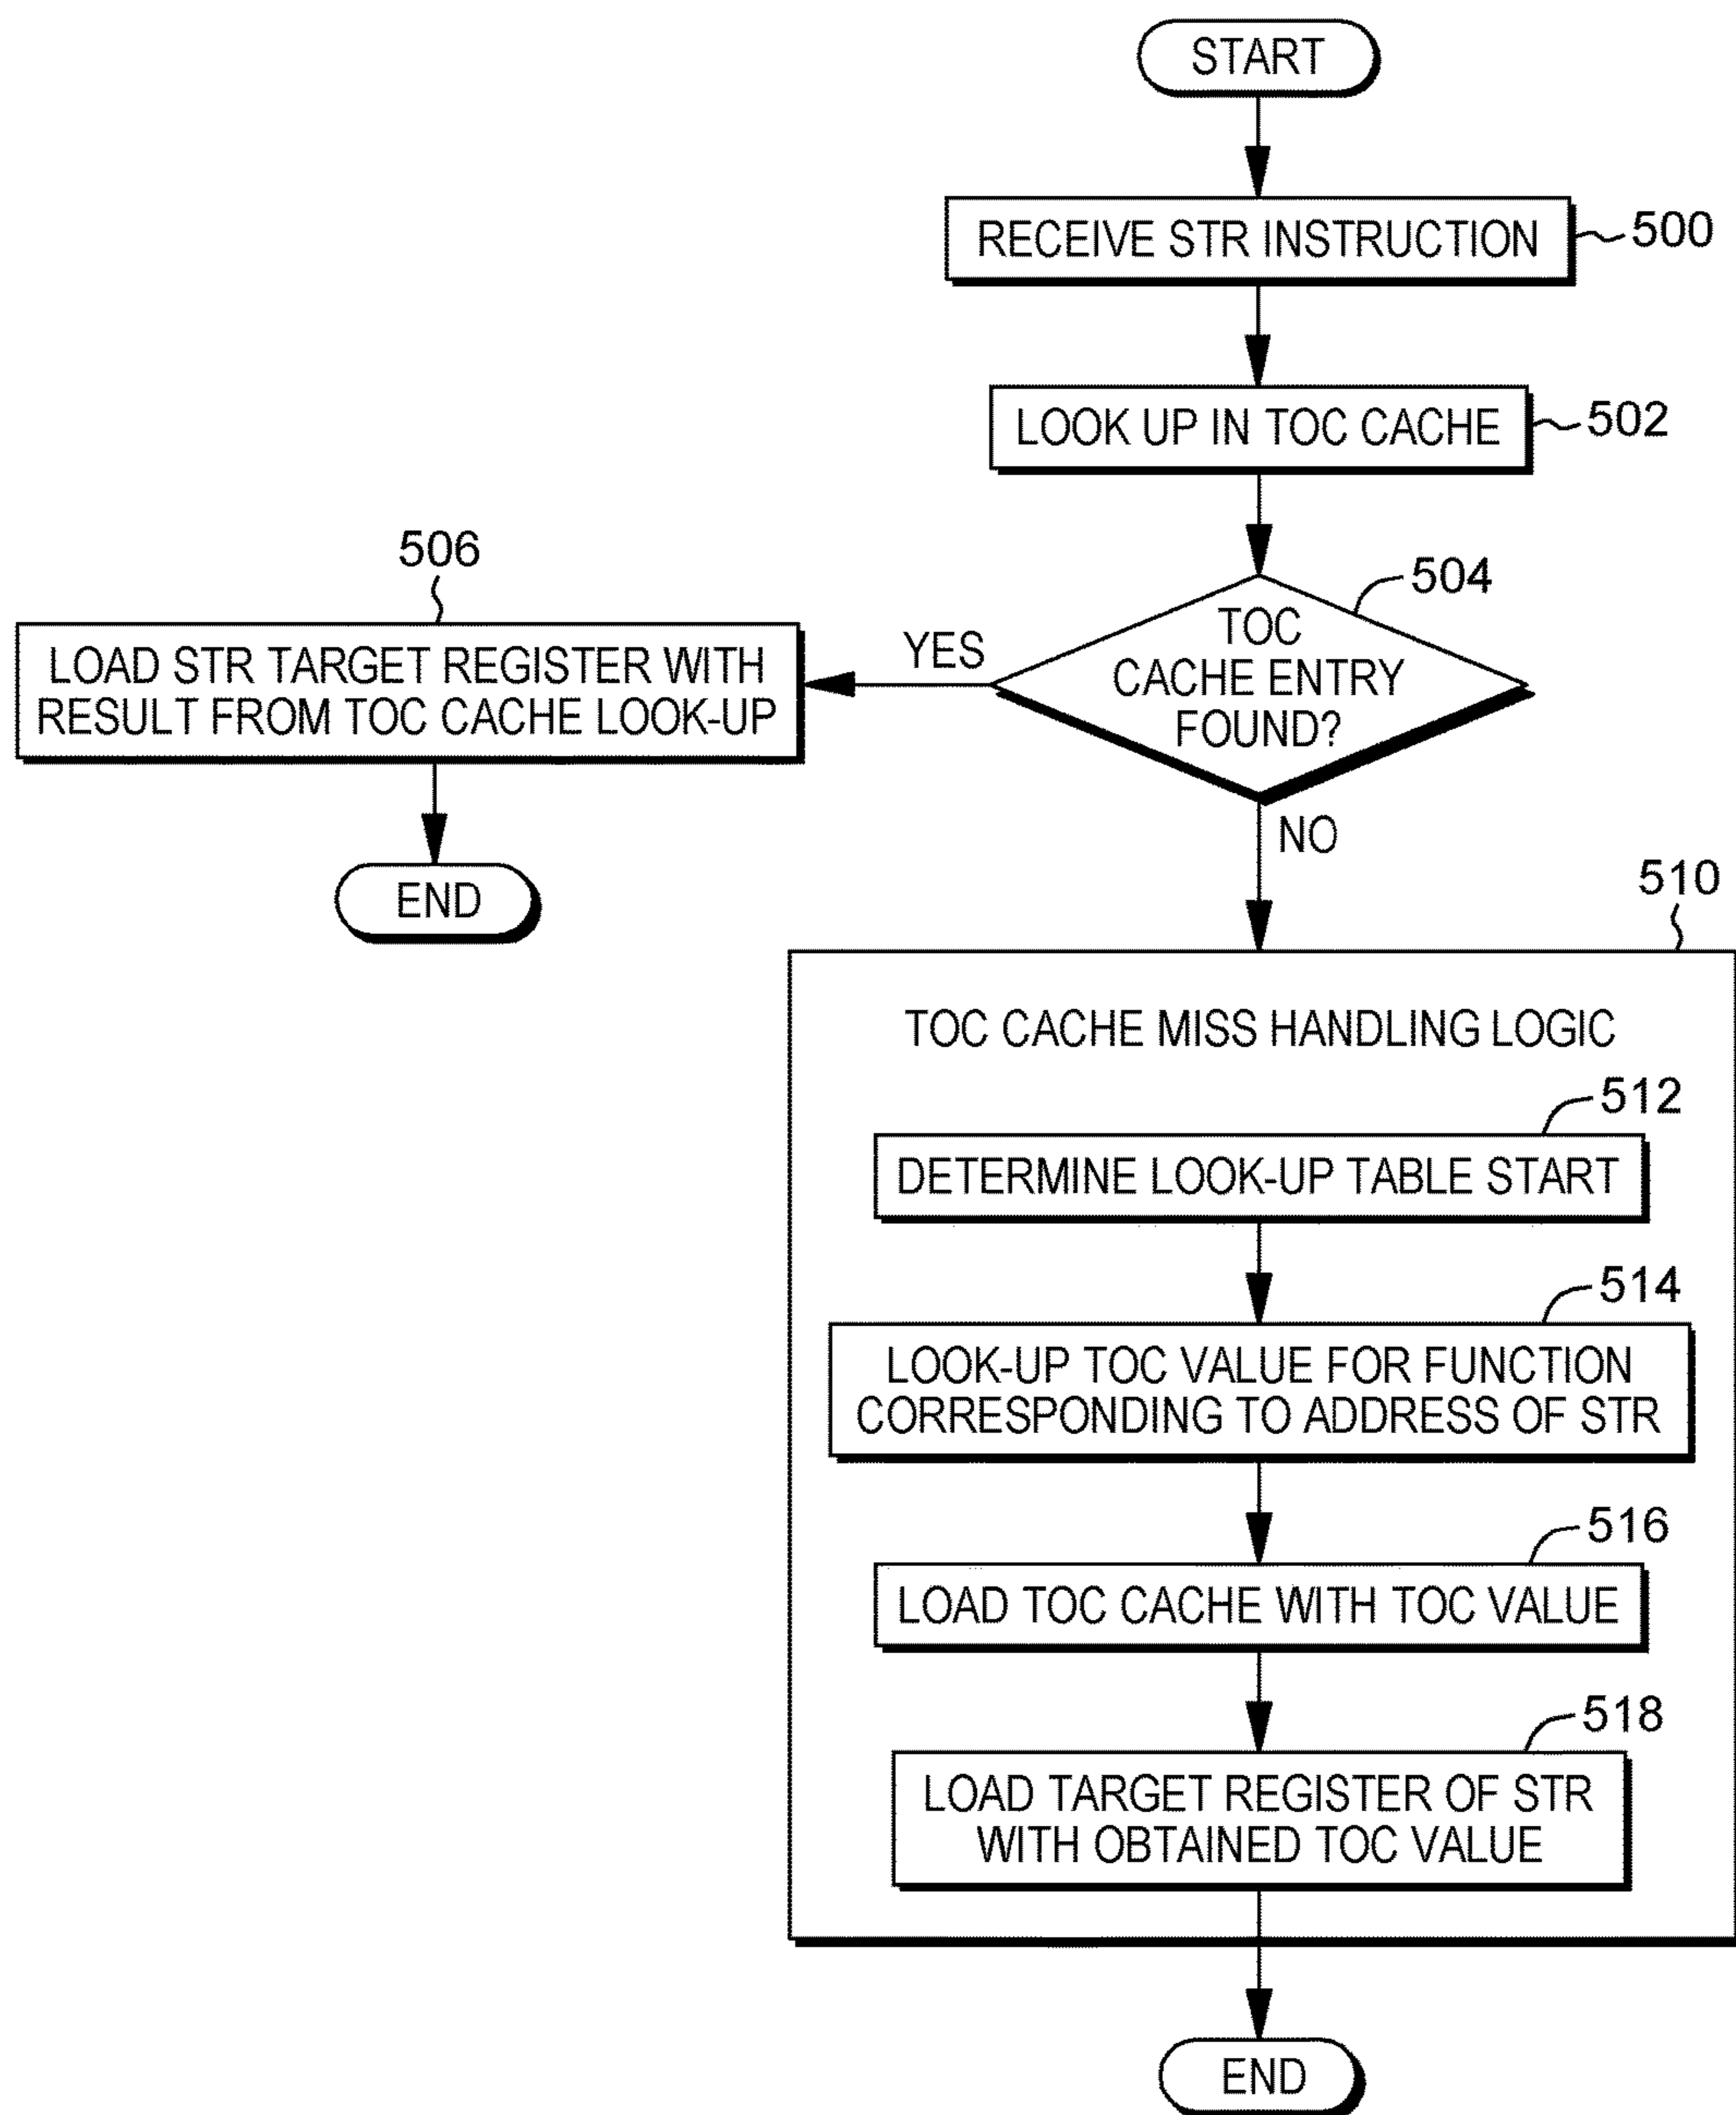 START
RECEIVE STR INSTRUCTION
500
LOOK UP IN TOC CACHE
502
504
TOC
CACHE ENTRY
FOUND?
YES
506
LOAD STR TARGET REGISTER WITH
RESULT FROM TOC CACHE LOOK-UP
END
NO
510
TOC CACHE MISS HANDLING LOGIC
512
DETERMINE LOOK-UP TABLE START
514
LOOK-UP TOC VALUE FOR FUNCTION
CORRESPONDING TO ADDRESS OF STR
516
LOAD TOC CACHE WITH TOC VALUE
518
LOAD TARGET REGISTER OF STR
WITH OBTAINED TOC VALUE
END